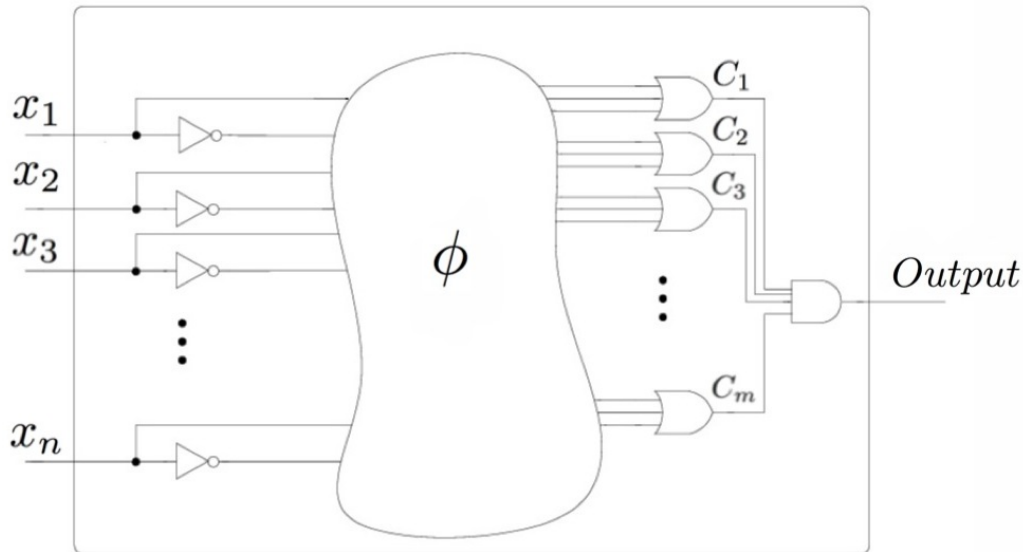 x₁
x₂
x₃
xₙ
ϕ
C₁
C₂
C₃
Cₘ
Output